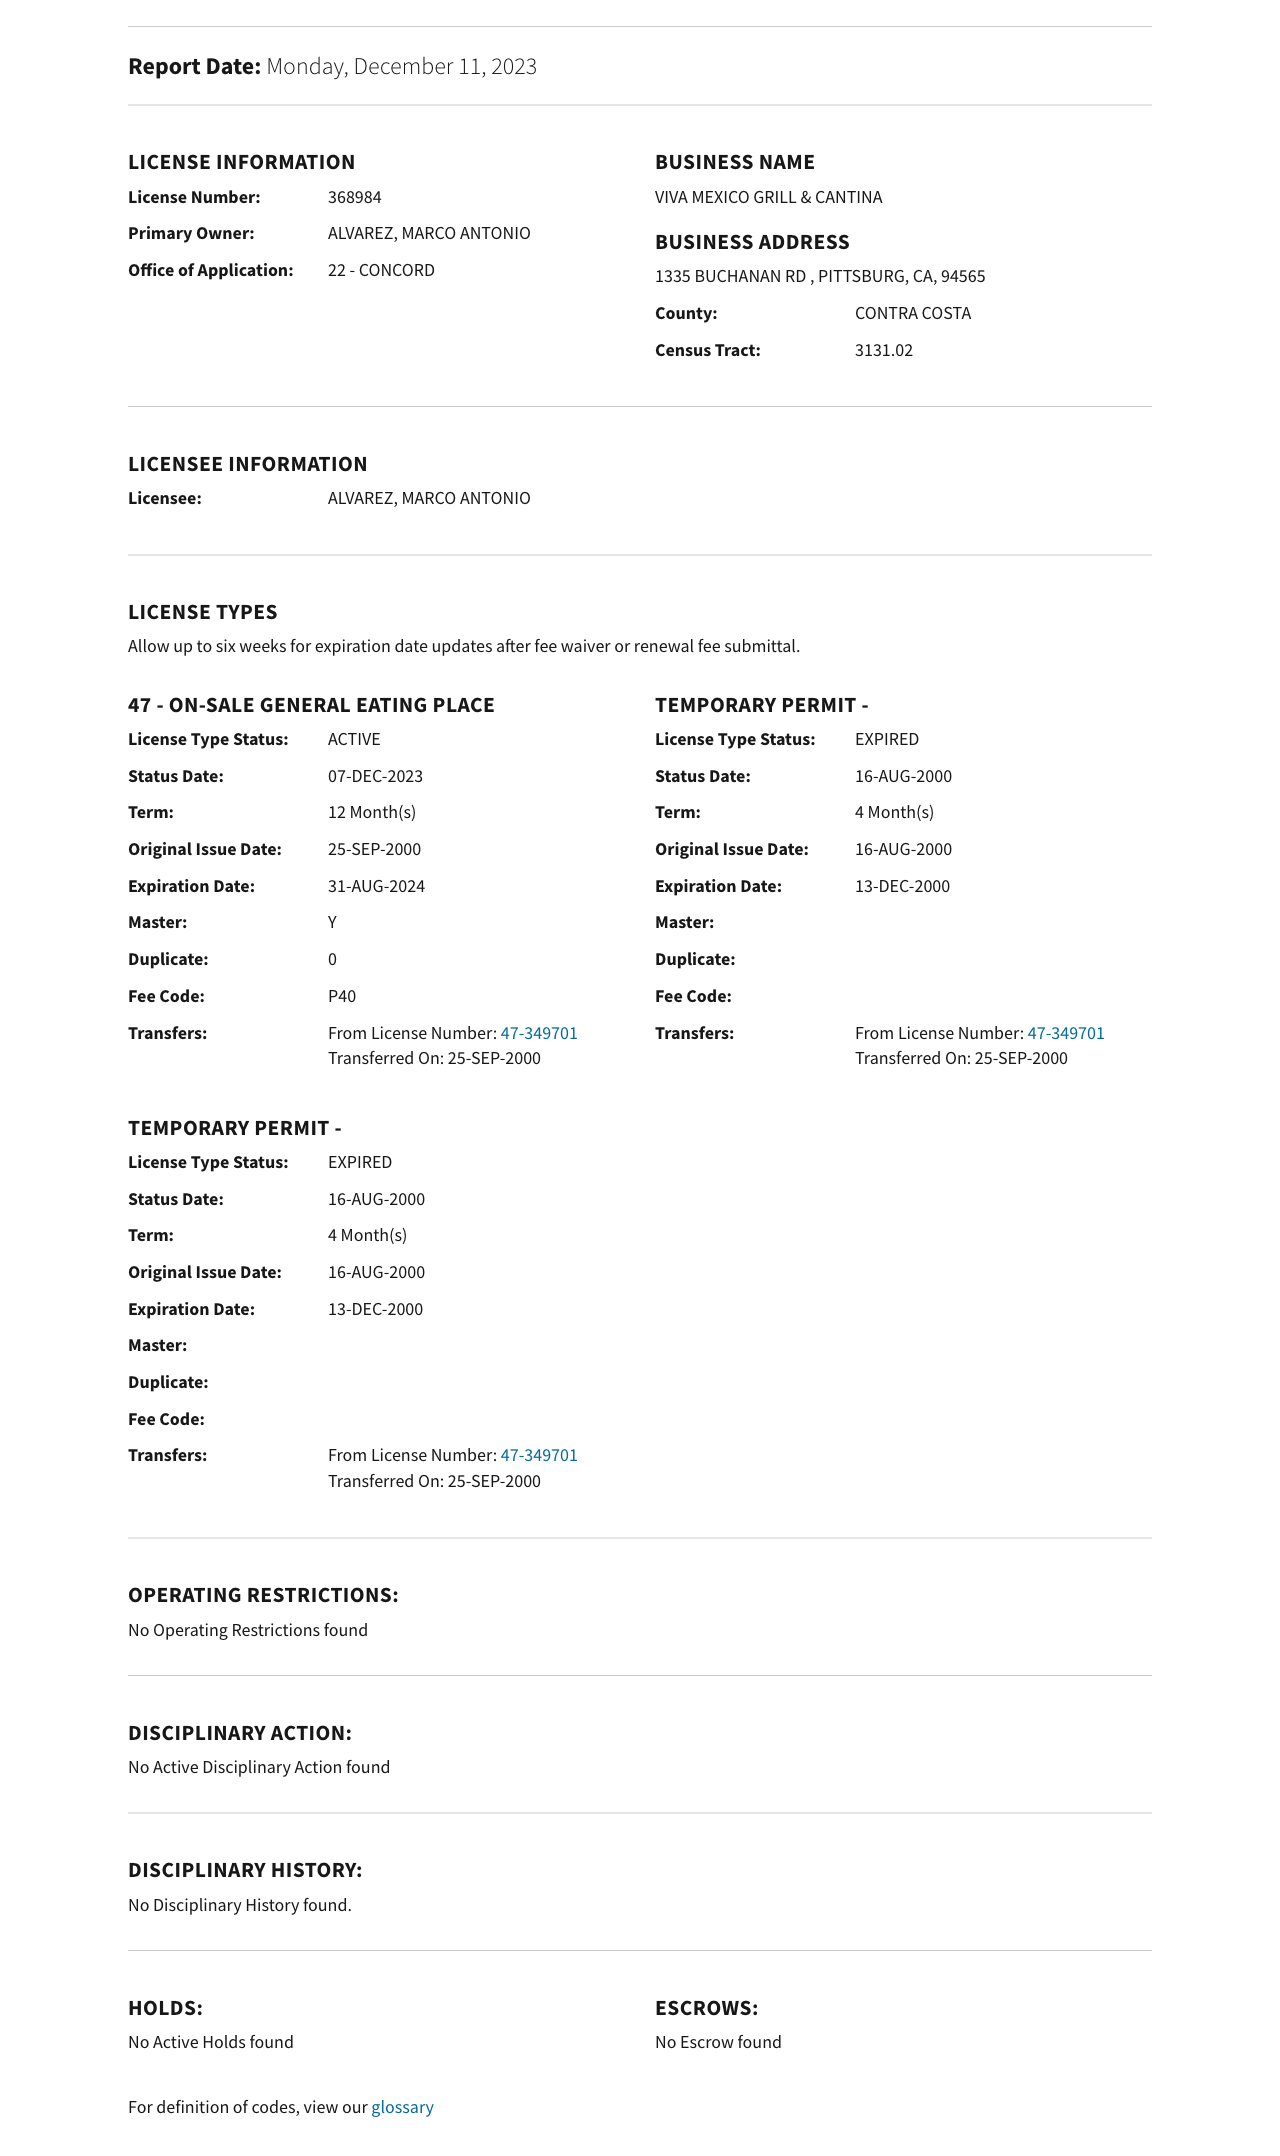 Report Date: Monday, December 11, 2023
LICENSE INFORMATION
License Number: 368984
Primary Owner: ALVAREZ, MARCO ANTONIO
Office of Application: 22 - CONCORD
BUSINESS NAME
VIVA MEXICO GRILL & CANTINA
BUSINESS ADDRESS
1335 BUCHANAN RD , PITTSBURG, CA, 94565
County: CONTRA COSTA
Census Tract: 3131.02
LICENSEE INFORMATION
Licensee: ALVAREZ, MARCO ANTONIO
LICENSE TYPES
Allow up to six weeks for expiration date updates after fee waiver or renewal fee submittal.
47 - ON-SALE GENERAL EATING PLACE
License Type Status: ACTIVE
Status Date: 07-DEC-2023
Term: 12 Month(s)
Original Issue Date: 25-SEP-2000
Expiration Date: 31-AUG-2024
Master: Y
Duplicate: 0
Fee Code: P40
Transfers: From License Number: 47-349701
Transferred On: 25-SEP-2000
TEMPORARY PERMIT -
License Type Status: EXPIRED
Status Date: 16-AUG-2000
Term: 4 Month(s)
Original Issue Date: 16-AUG-2000
Expiration Date: 13-DEC-2000
Master:
Duplicate:
Fee Code:
Transfers: From License Number: 47-349701
Transferred On: 25-SEP-2000
TEMPORARY PERMIT -
License Type Status: EXPIRED
Status Date: 16-AUG-2000
Term: 4 Month(s)
Original Issue Date: 16-AUG-2000
Expiration Date: 13-DEC-2000
Master:
Duplicate:
Fee Code:
Transfers: From License Number: 47-349701
Transferred On: 25-SEP-2000
OPERATING RESTRICTIONS:
No Operating Restrictions found
DISCIPLINARY ACTION:
No Active Disciplinary Action found
DISCIPLINARY HISTORY:
No Disciplinary History found.
HOLDS:
No Active Holds found
ESCROWS:
No Escrow found
For definition of codes, view our glossary